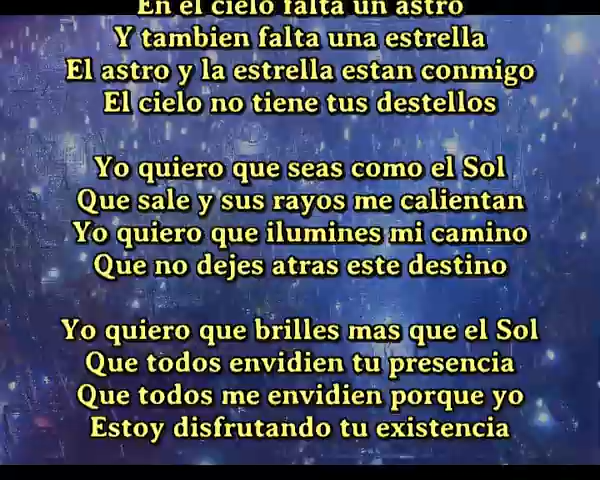 En el cielo falta un astro
Y tambien falta una estrella
El astro y la estrella estan conmigo
El cielo no tiene tus destellos
Yo quiero que seas como el Sol
Que sale y sus rayos me calientan
Yo quiero que ilumines mi camino
Que no dejes atras este destino
Yo quiero que brilles mas que el Sol
Que todos envidien tu presencia
Que todos me envidien porque yo
Estoy disfrutando tu existencia